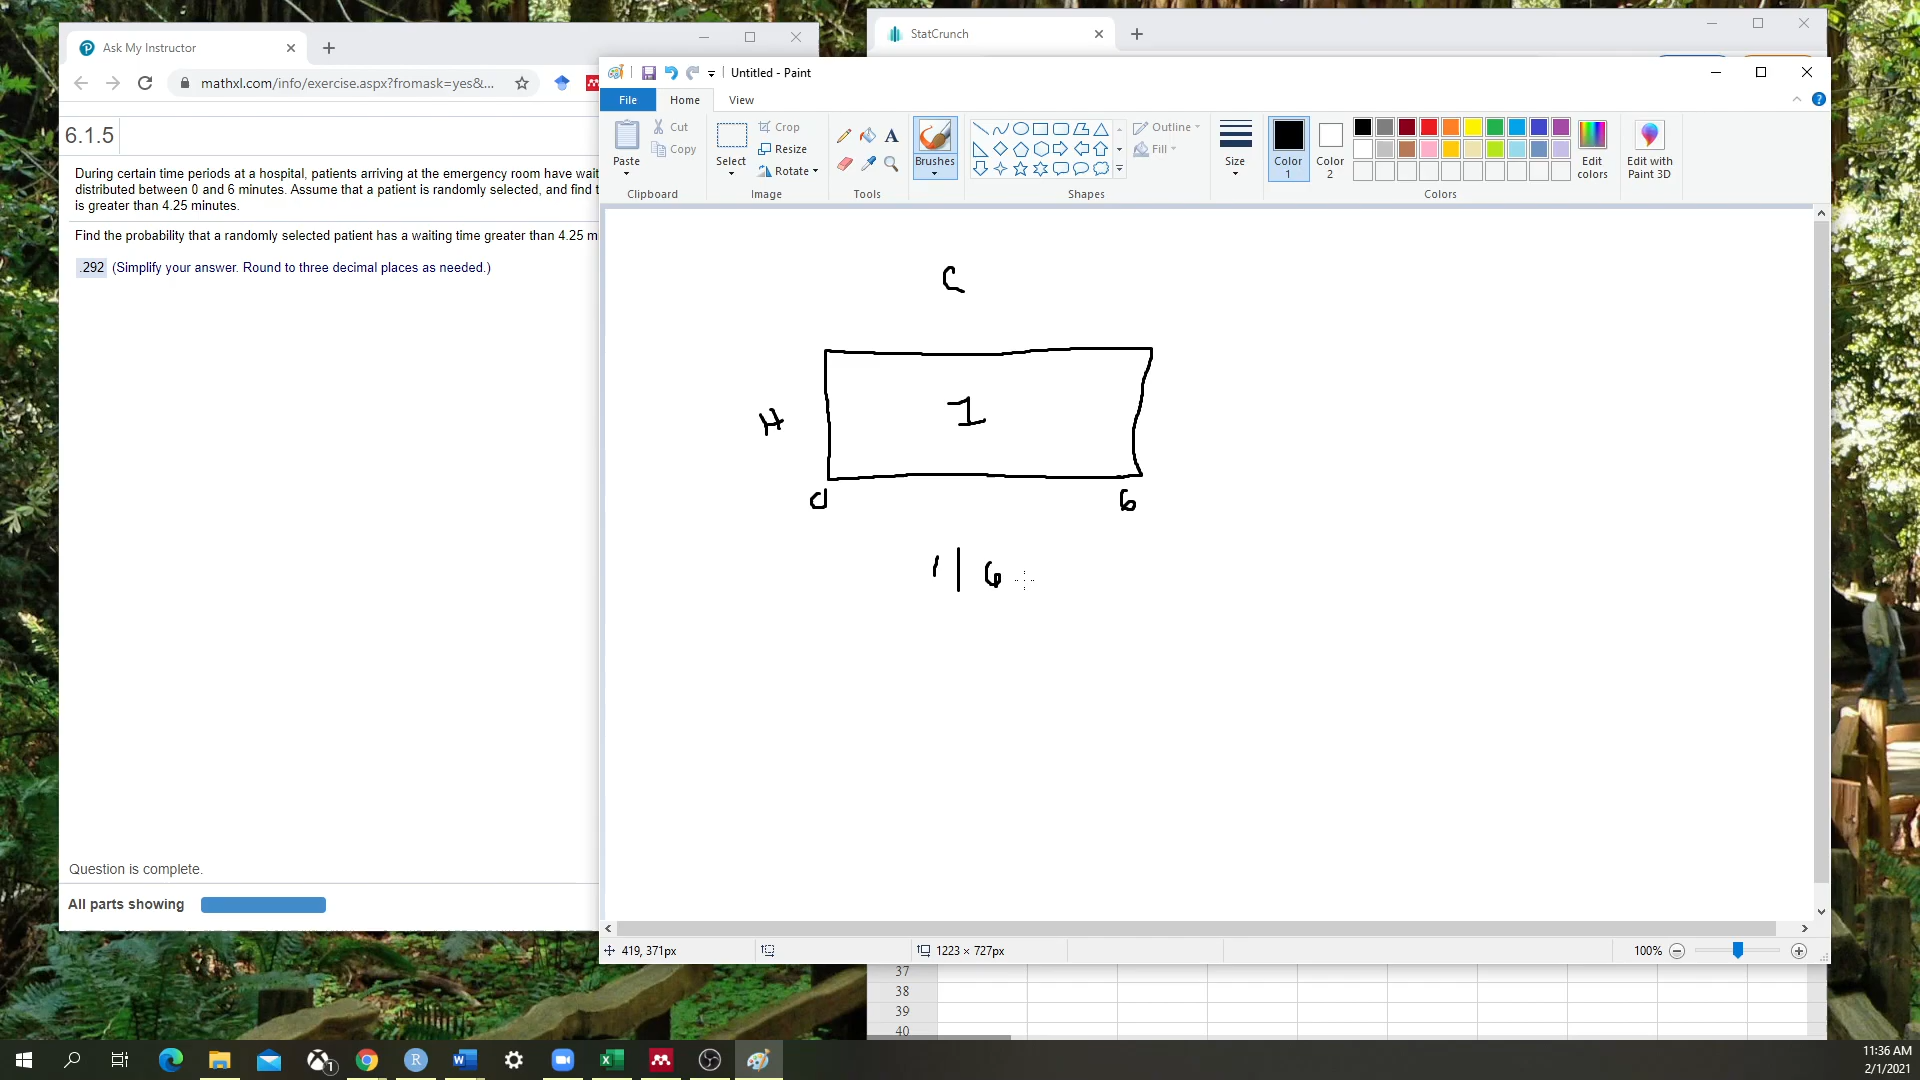 Ask My Instructor
mathxl.com/info/exercise.aspx?fromask=yes&...
6.1.5
During certain time periods at a hospital, patients arriving at the emergency room have wait
distributed between 0 and 6 minutes. Assume that a patient is randomly selected, and find t
is greater than 4.25 minutes.
Find the probability that a randomly selected patient has a waiting time greater than 4.25 m
.292 (Simplify your answer. Round to three decimal places as needed.)
Question is complete.
All parts showing
StatCrunch
Untitled - Paint
File Home View
Paste Cut Copy
Clipboard
Select Crop Resize Rotate
Image
Tools
Brushes
Outline Fill
Shapes
Size
Color 1
Color 2
Edit colors
Edit with Paint 3D
Colors
1
H
0 6
1 | 6
419, 371px
1223 × 727px
100%
37
38
39
40
11:36 AM
2/1/2021